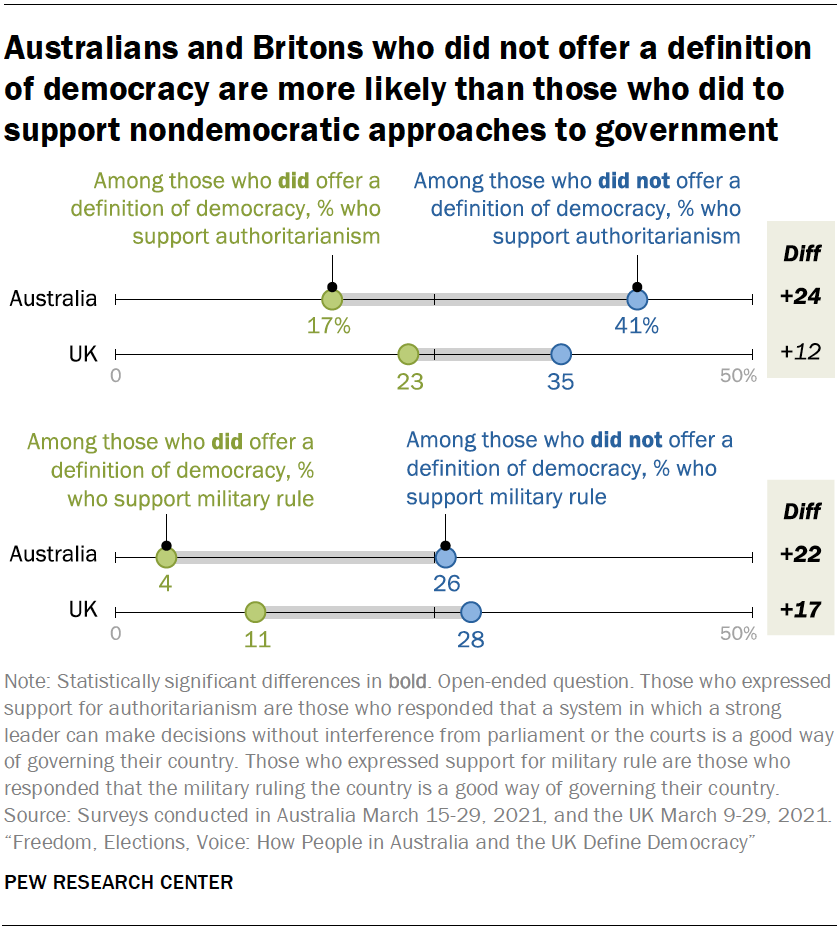 Australians and Britons who did not offer a definition
of democracy are more likely than those who did to
support nondemocratic approaches to government
Among those who did offer a
definition of democracy, % who
support authoritarianism
Among those who did not offer a
definition of democracy, % who
support authoritarianism
Diff
Australia
17%
41%
+24
UK
23
35
+12
0
50%
Among those who did offer a
definition of democracy, %
who support military rule
Among those who did not offer a
definition of democracy, % who
support military rule
Diff
Australia
4
26
+22
UK
11
28
+17
0
50%
Note: Statistically significant differences in bold. Open-ended question. Those who expressed
support for authoritarianism are those who responded that a system in which a strong
leader can make decisions without interference from parliament or the courts is a good way
of governing their country. Those who expressed support for military rule are those who
responded that the military ruling the country is a good way of governing their country.
Source: Surveys conducted in Australia March 15-29, 2021, and the UK March 9-29, 2021.
“Freedom, Elections, Voice: How People in Australia and the UK Define Democracy”
PEW RESEARCH CENTER